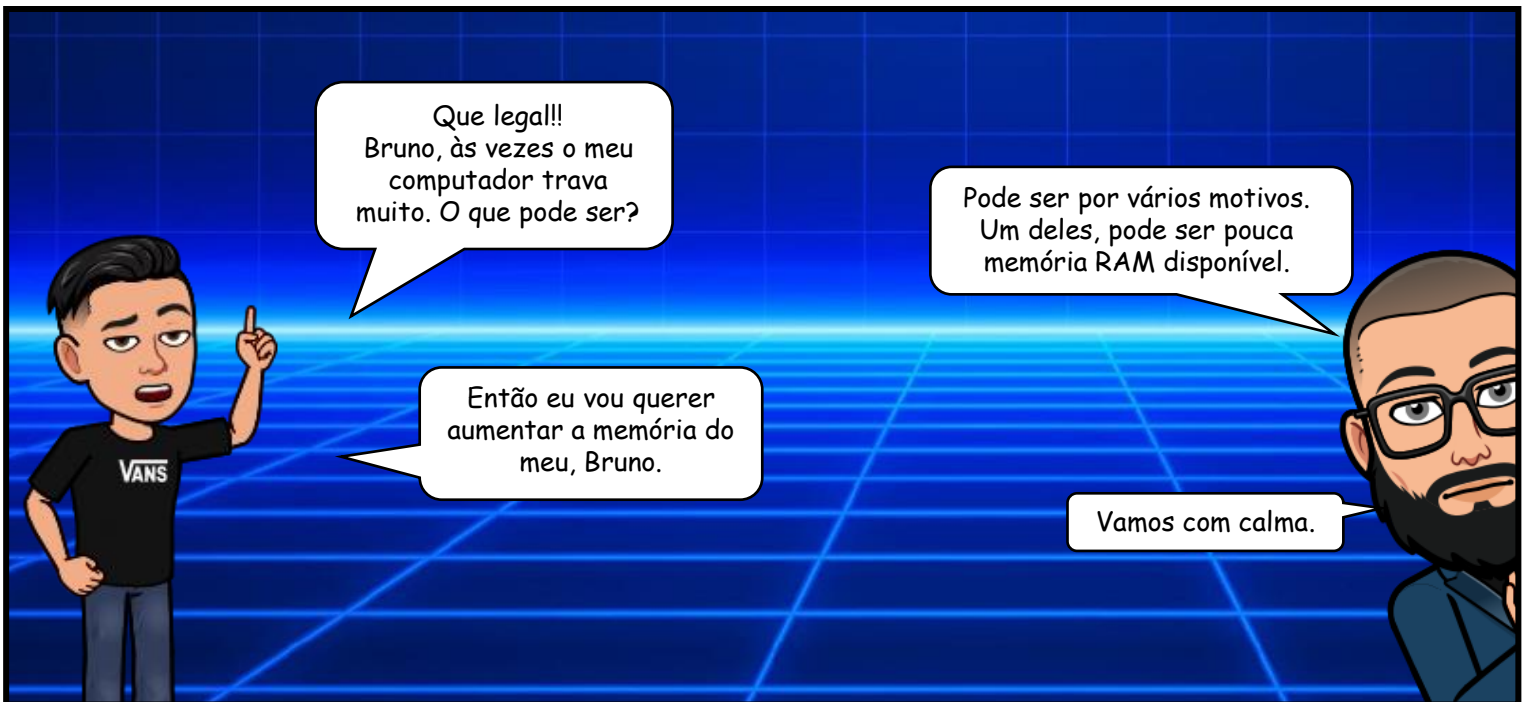 Que legal!!
Bruno, às vezes o meu
computador trava
muito. O que pode ser?
Pode ser por vários motivos.
Um deles, pode ser pouca
memória RAM disponível.
Então eu vou querer
aumentar a memória do
meu, Bruno.
Vamos com calma.
VANS